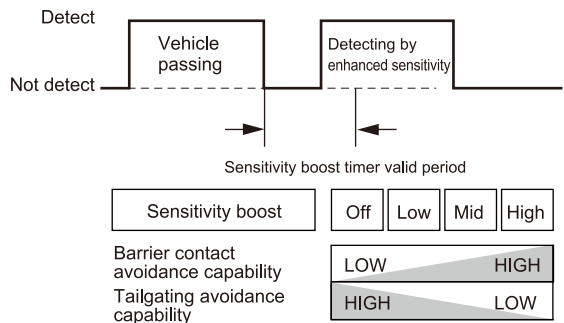 Detect
Vehicle
passing
Detecting by
enhanced sensitivity
Not detect
Sensitivity boost timer valid period
Sensitivity boost
Off
Low
Mid
High
Barrier contact
avoidance capability
LOW
HIGH
Tailgating avoidance
capability
HIGH
LOW